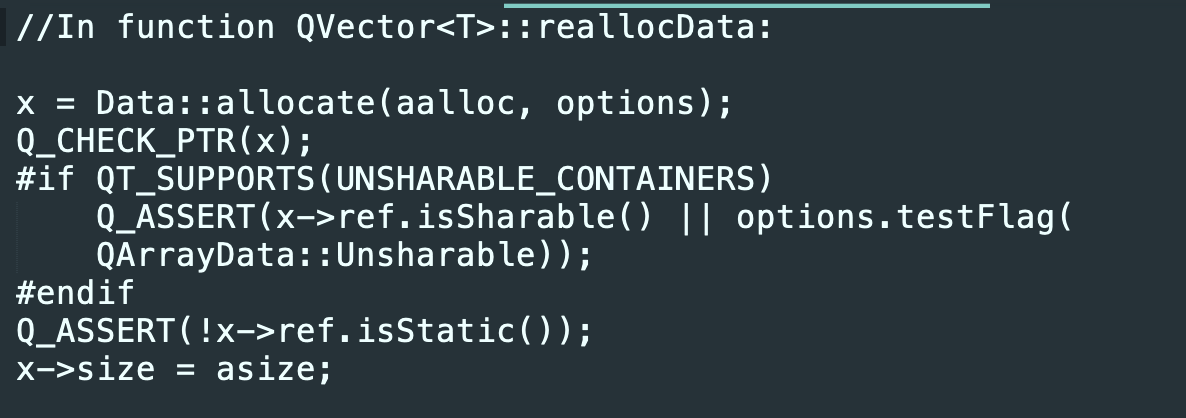 //In function QVector<T>::reallocData:

x = Data::allocate(aalloc, options);
Q_CHECK_PTR(x);
#if QT_SUPPORTS(UNSHARABLE_CONTAINERS)
    Q_ASSERT(x->ref.isSharable() || options.testFlag(
    QArrayData::Unsharable));
#endif
Q_ASSERT(!x->ref.isStatic());
x->size = asize;